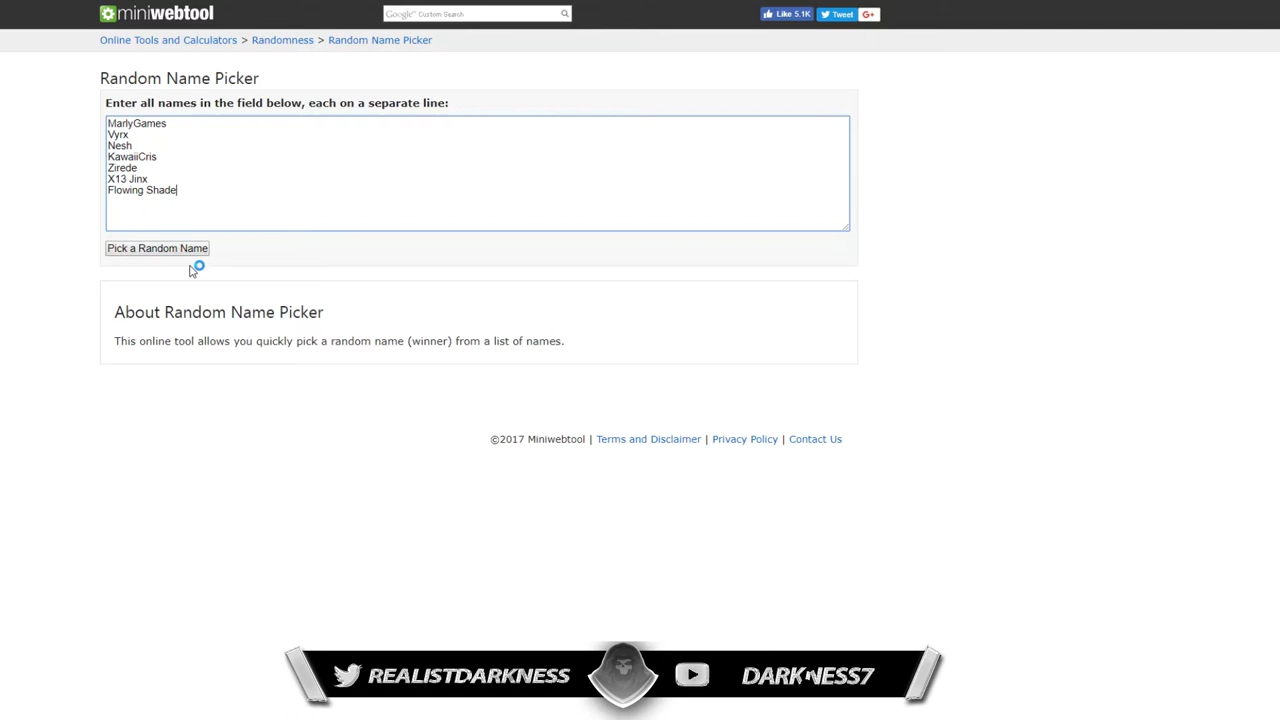 miniwebtool
Google™ Custom Search
Like 5.1K
Tweet
G+
Online Tools and Calculators > Randomness > Random Name Picker
Random Name Picker
Enter all names in the field below, each on a separate line:
MarlyGames
Vyrx
Nesh
KawaiiCris
Zirede
X13 Jinx
Flowing Shade
Pick a Random Name
About Random Name Picker
This online tool allows you quickly pick a random name (winner) from a list of names.
©2017 Miniwebtool | Terms and Disclaimer | Privacy Policy | Contact Us
REALISTDARKNESS
DARKNESS7